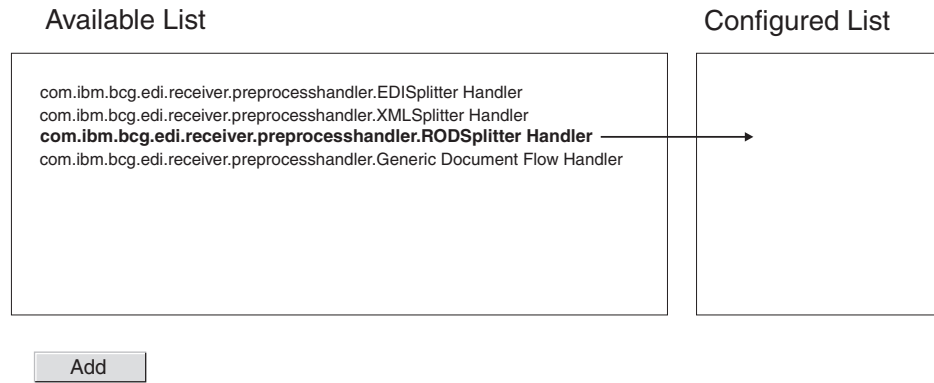 Available List
Configured List
com.ibm.bcg.edi.receiver.preprocesshandler.EDISplitter Handler
com.ibm.bcg.edi.receiver.preprocesshandler.XMLSplitter Handler
com.ibm.bcg.edi.receiver.preprocesshandler.RODSplitter Handler
com.ibm.bcg.edi.receiver.preprocesshandler.Generic Document Flow Handler
Add